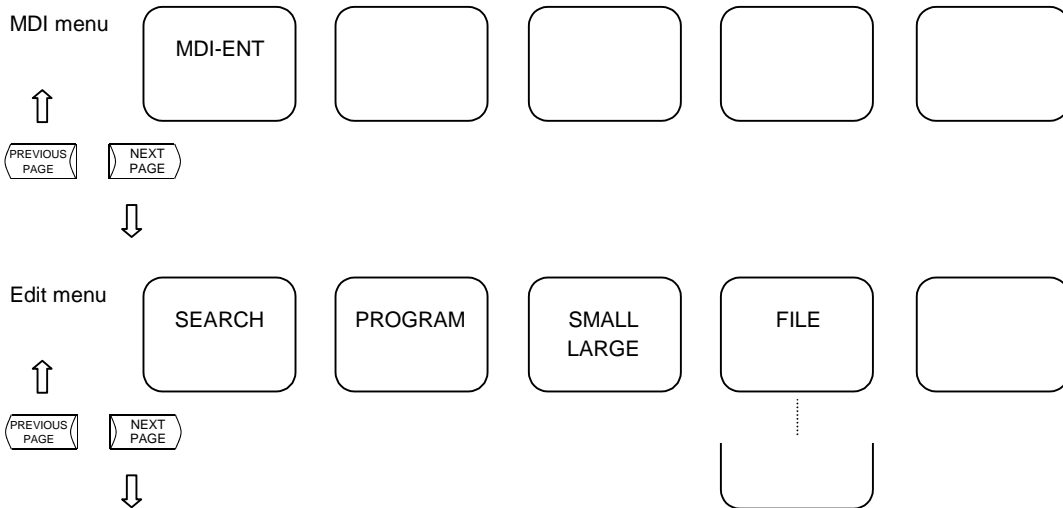 MDI menu
MDI-ENT
PREVIOUS
PAGE
NEXT
PAGE
Edit menu
SEARCH
PROGRAM
SMALL
LARGE
FILE
PREVIOUS
PAGE
NEXT
PAGE